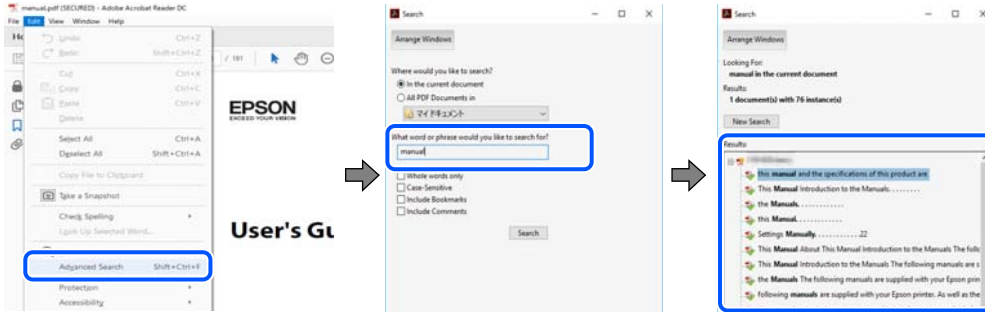 manual.pdf (SECURED) - Adobe Acrobat Reader DC
File Edit View Window Help
Undo Ctrl+Z
Redo Shift+Ctrl+Z
Cut Ctrl+X
Copy Ctrl+C
Paste Ctrl+V
Delete
Select All Ctrl+A
Deselect All Shift+Ctrl+A
Copy File to Clipboard
Take a Snapshot
Check Spelling
Look Up Selected Word...
Advanced Search Shift+Ctrl+F
Protection
Accessibility
/ 191
EPSON
EXCEED YOUR VISION
User's Gu
Search
Arrange Windows
Where would you like to search?
In the current document
All PDF Documents in
マイ ドキュメント
What word or phrase would you like to search for?
manual
Whole words only
Case-Sensitive
Include Bookmarks
Include Comments
Search
Search
Arrange Windows
Looking For:
manual in the current document
Results:
1 document(s) with 76 instance(s)
New Search
Results:
this manual and the specifications of this product are
This Manual Introduction to the Manuals. . . . . . . . .
the Manuals. . . . . . . . . . . . .
this Manual. . . . . . . . . . . . .
Settings Manually. . . . . . . . . . . . .22
This Manual About This Manual Introduction to the Manuals The follo
This Manual Introduction to the Manuals The following manuals are s
the Manuals The following manuals are supplied with your Epson prin
following manuals are supplied with your Epson printer. As well as the